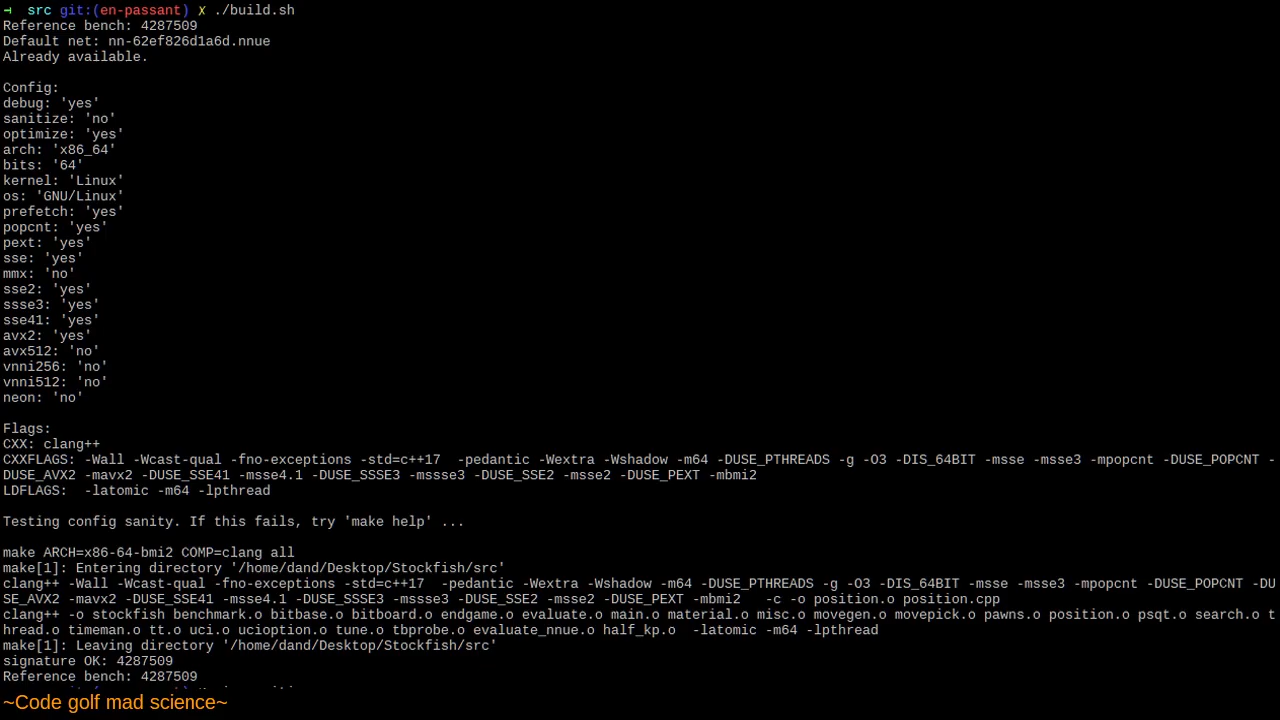 → src git:(en-passant) ✗ ./build.sh
Reference bench: 4287509
Default net: nn-62ef826d1a6d.nnue
Already available.
Config:
debug: 'yes'
sanitize: 'no'
optimize: 'yes'
arch: 'x86_64'
bits: '64'
kernel: 'Linux'
os: 'GNU/Linux'
prefetch: 'yes'
popcnt: 'yes'
pext: 'yes'
sse: 'yes'
mmx: 'no'
sse2: 'yes'
ssse3: 'yes'
sse41: 'yes'
avx2: 'yes'
avx512: 'no'
vnni256: 'no'
vnni512: 'no'
neon: 'no'
Flags:
CXX: clang++
CXXFLAGS: -Wall -Wcast-qual -fno-exceptions -std=c++17  -pedantic -Wextra -Wshadow -m64 -DUSE_PTHREADS -g -O3 -DIS_64BIT -msse -msse3 -mpopcnt -DUSE_POPCNT -
DUSE_AVX2 -mavx2 -DUSE_SSE41 -msse4.1 -DUSE_SSSE3 -mssse3 -DUSE_SSE2 -msse2 -DUSE_PEXT -mbmi2
LDFLAGS:  -latomic -m64 -lpthread
Testing config sanity. If this fails, try 'make help' ...
make ARCH=x86-64-bmi2 COMP=clang all
make[1]: Entering directory '/home/dand/Desktop/Stockfish/src'
clang++ -Wall -Wcast-qual -fno-exceptions -std=c++17  -pedantic -Wextra -Wshadow -m64 -DUSE_PTHREADS -g -O3 -DIS_64BIT -msse -msse3 -mpopcnt -DUSE_POPCNT -DU
SE_AVX2 -mavx2 -DUSE_SSE41 -msse4.1 -DUSE_SSSE3 -mssse3 -DUSE_SSE2 -msse2 -DUSE_PEXT -mbmi2   -c -o position.o position.cpp
clang++ -o stockfish benchmark.o bitbase.o bitboard.o endgame.o evaluate.o main.o material.o misc.o movegen.o movepick.o pawns.o position.o psqt.o search.o t
hread.o timeman.o tt.o uci.o ucioption.o tune.o tbprobe.o evaluate_nnue.o half_kp.o  -latomic -m64 -lpthread
make[1]: Leaving directory '/home/dand/Desktop/Stockfish/src'
signature OK: 4287509
Reference bench: 4287509
~Code golf mad science~